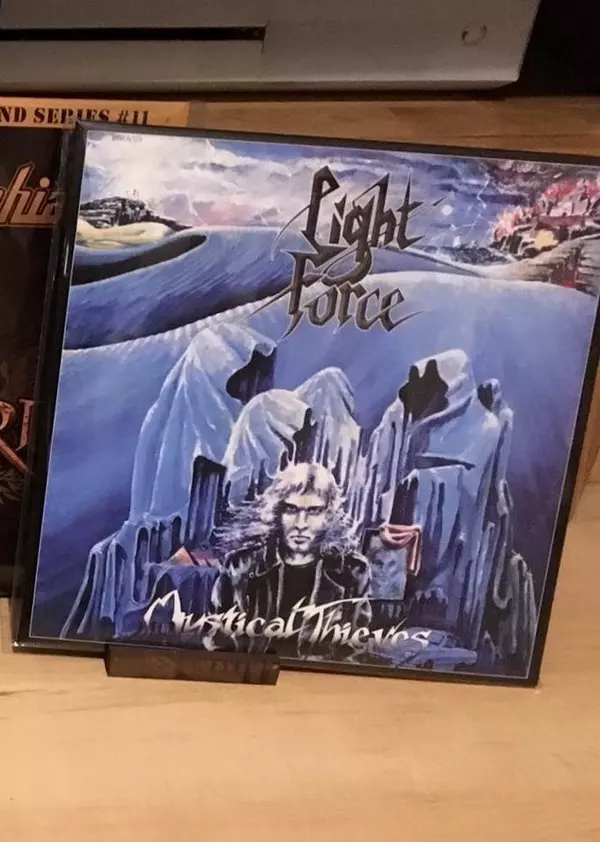 ND SERIES #11
Light
Force
Mystical Thieves